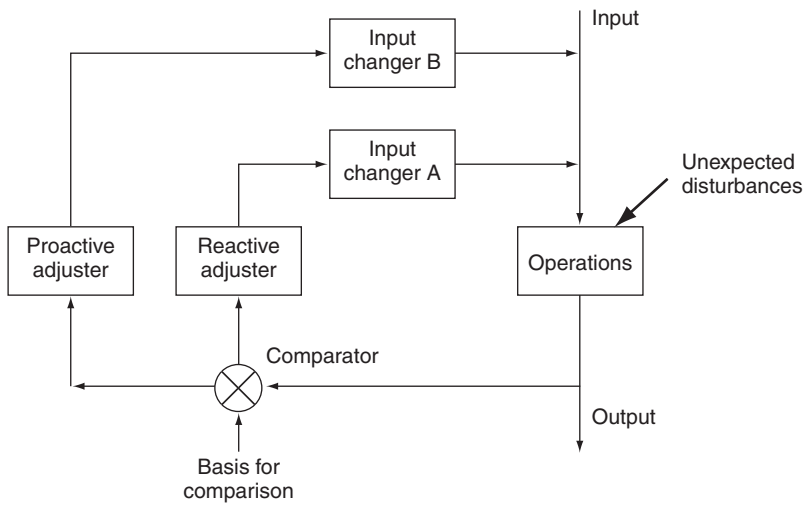 Input
Input
changer B
Input
changer A
Unexpected
disturbances
Proactive
adjuster
Reactive
adjuster
Operations
Comparator
Output
Basis for
comparison